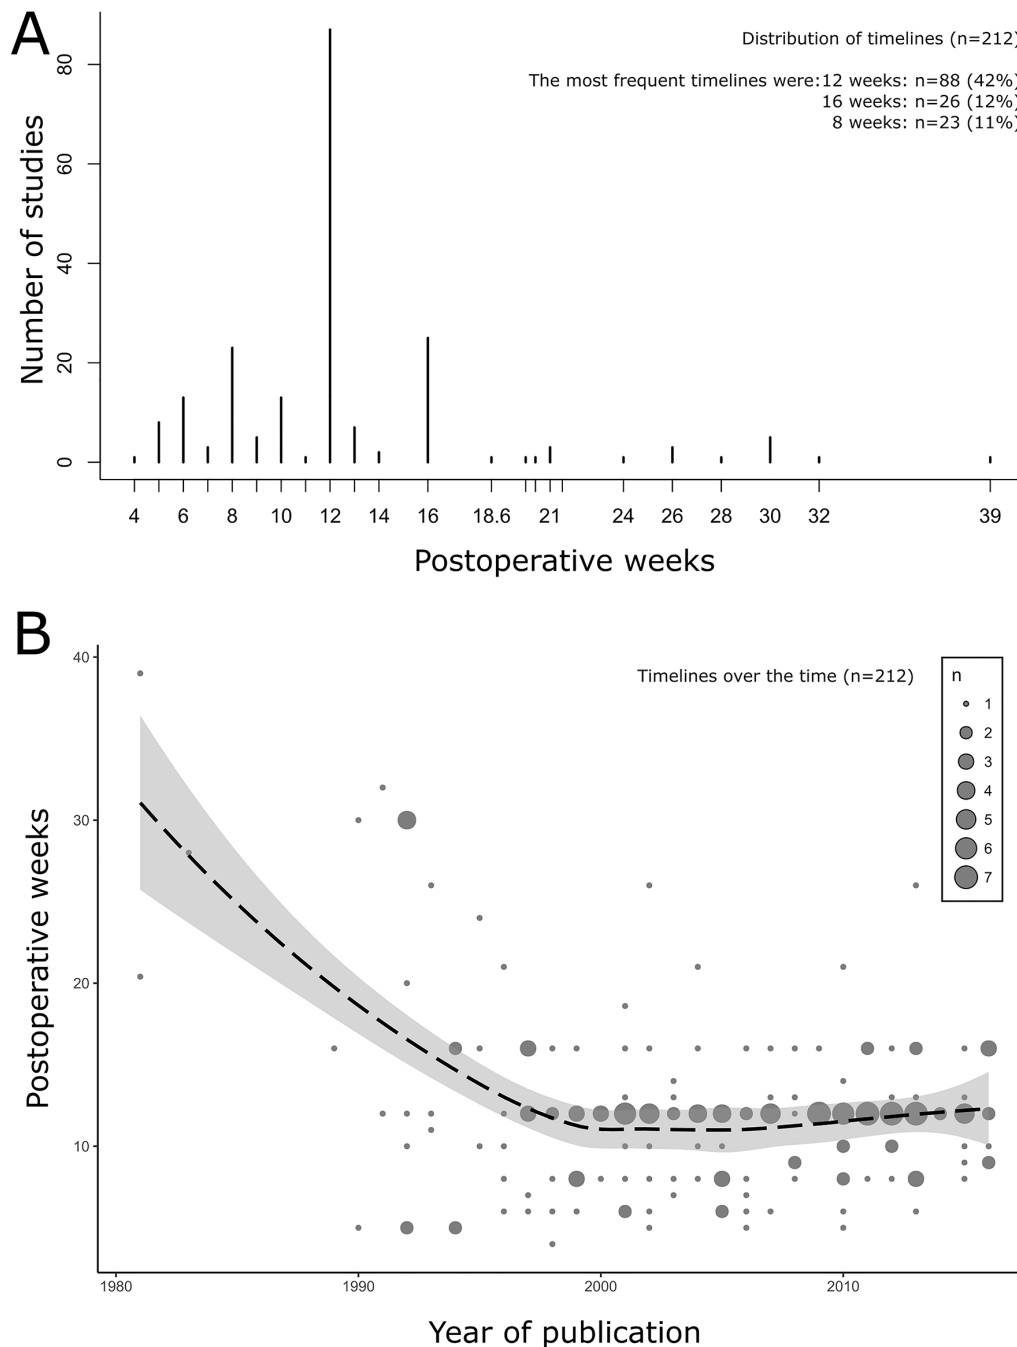 A
Distribution of timelines (n=212)
The most frequent timelines were:12 weeks: n=88 (42%)
16 weeks: n=26 (12%)
8 weeks: n=23 (11%)
Number of studies
80
60
40
20
0
4 6 8 10 12 14 16 18.6 21 24 26 28 30 32 39
Postoperative weeks
B
Timelines over the time (n=212)
n
1
2
3
4
5
6
7
Postoperative weeks
40
30
20
10
1980 1990 2000 2010
Year of publication